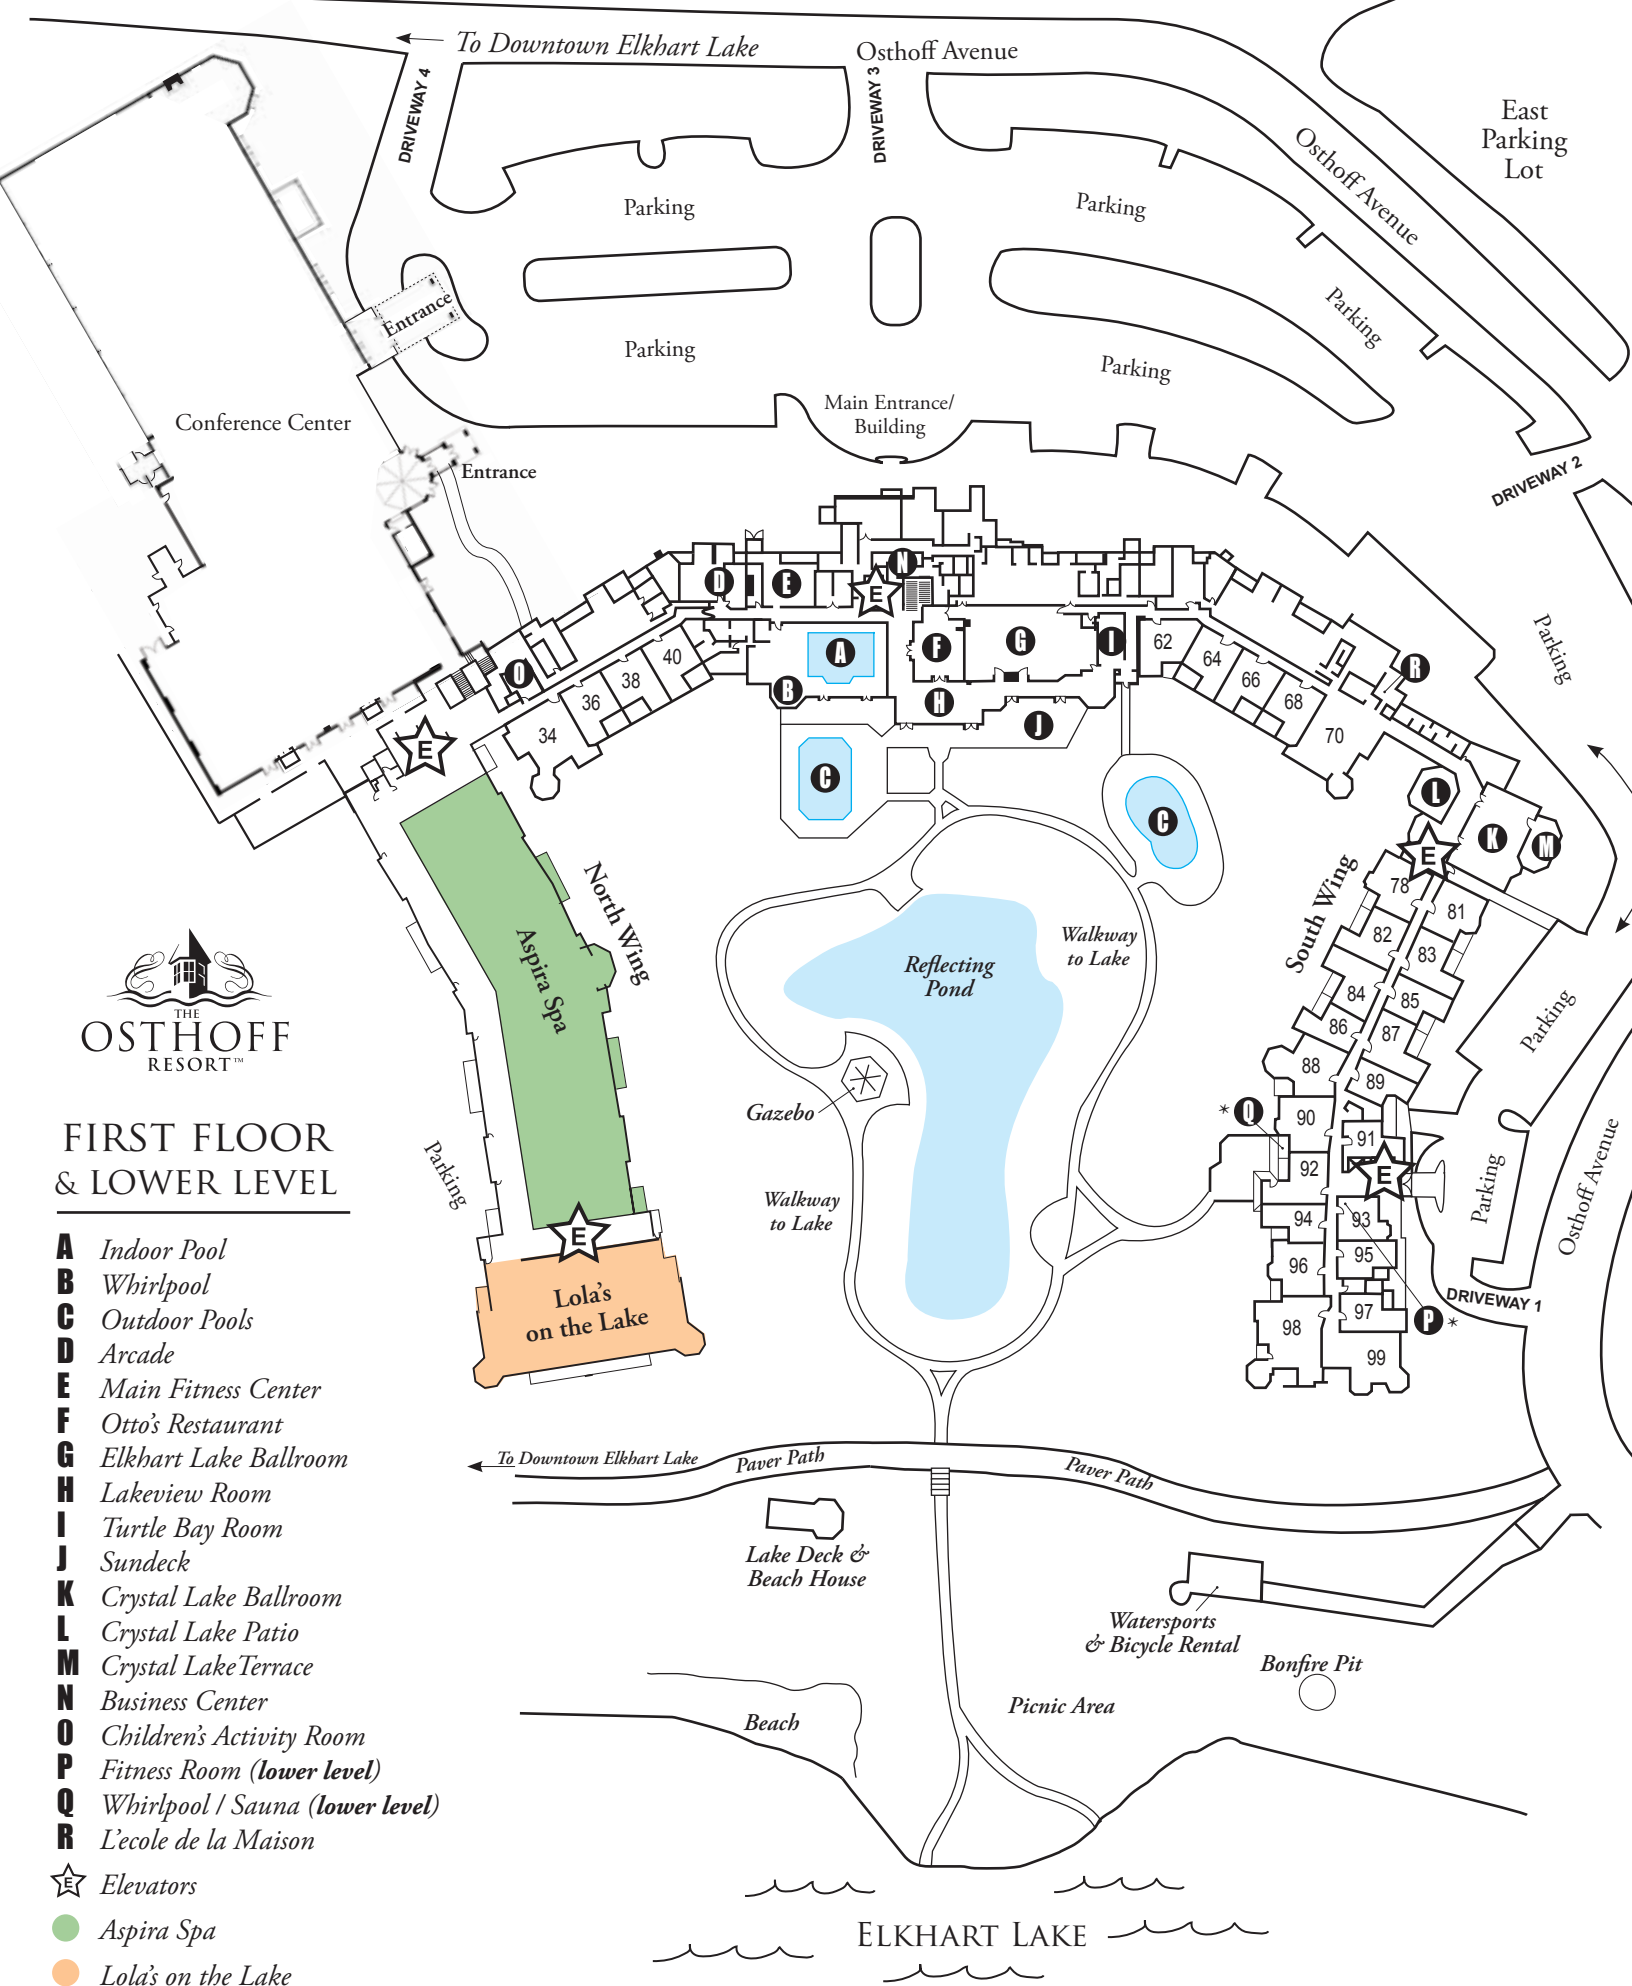 To Downtown Elkhart Lake
Osthoff Avenue
DRIVEWAY 4
DRIVEWAY 3
East
Parking
Lot
Osthoff Avenue
Parking
Parking
Parking
Entrance
Parking
Parking
Main Entrance/
Building
Conference Center
Entrance
DRIVEWAY 2
Parking
N
D
E
E
A
F
G
I
62
64
66
68
70
R
O
40
38
36
34
B
H
J
E
C
C
L
K
M
E
North Wing
Aspira Spa
South Wing
78
81
82
83
84
85
86
87
88
89
90
91
92
93
94
95
96
97
98
99
* Q
E
P *
Walkway
to Lake
Reflecting
Pond
Gazebo
Walkway
to Lake
Parking
Parking
Parking
Osthoff Avenue
DRIVEWAY 1
E
Lola's
on the Lake
THE
OSTHOFF
RESORT™
FIRST FLOOR
& LOWER LEVEL
A Indoor Pool
B Whirlpool
C Outdoor Pools
D Arcade
E Main Fitness Center
F Otto's Restaurant
G Elkhart Lake Ballroom
H Lakeview Room
I Turtle Bay Room
J Sundeck
K Crystal Lake Ballroom
L Crystal Lake Patio
M Crystal LakeTerrace
N Business Center
O Children's Activity Room
P Fitness Room (lower level)
Q Whirlpool / Sauna (lower level)
R L'ecole de la Maison
E Elevators
Aspira Spa
Lola's on the Lake
To Downtown Elkhart Lake
Paver Path
Paver Path
Lake Deck &
Beach House
Watersports
& Bicycle Rental
Bonfire Pit
Picnic Area
Beach
ELKHART LAKE